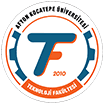 AFYON KOCATEPE ÜNİVERSİTESİ
TF
2010
TEKNOLOJİ FAKÜLTESİ